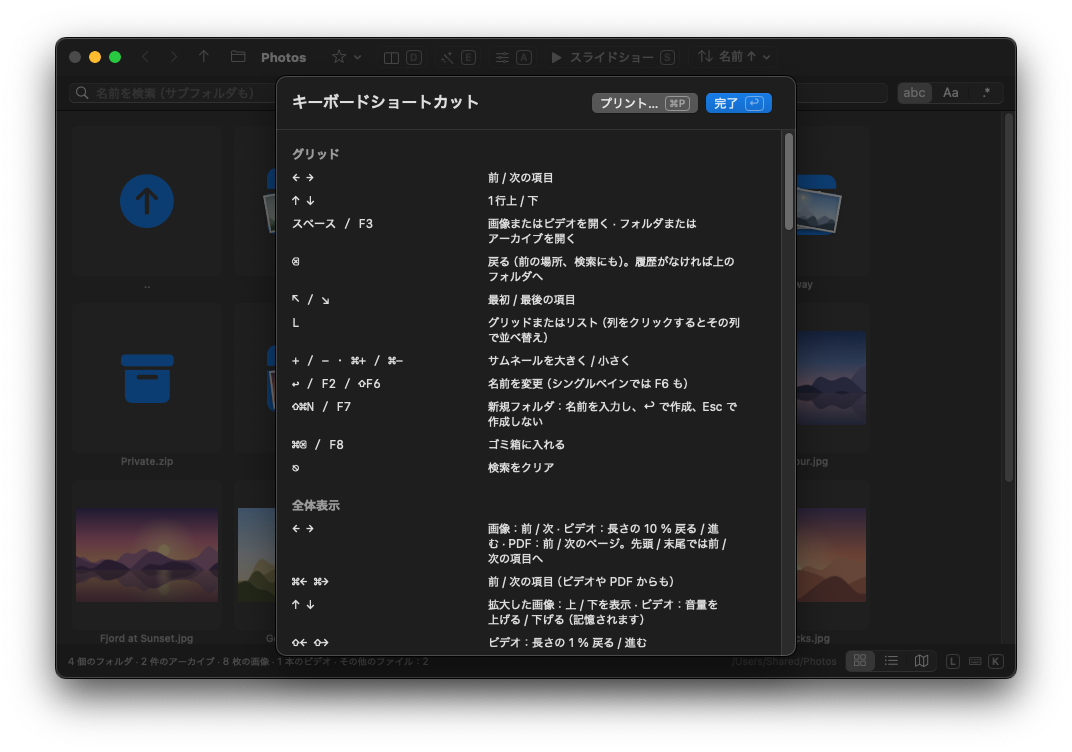 Photos
D
E
A
スライドショー S
名前
名前を検索 (サブフォルダも)
abc Aa .*
キーボードショートカット
プリント... ⌘P
完了 ↩
グリッド
← → 前 / 次の項目
↑ ↓ 1行上 / 下
スペース / F3 画像またはビデオを開く · フォルダまたは
アーカイブを開く
⌫ 戻る (前の場所、検索にも)。履歴がなければ上の
フォルダへ
↖ / ↘ 最初 / 最後の項目
L グリッドまたはリスト (列をクリックするとその列
で並べ替え)
+ / − · ⌘+ / ⌘− サムネールを大きく / 小さく
↩ / F2 / ⇧F6 名前を変更 (シングルペインでは F6 も)
⇧⌘N / F7 新規フォルダ：名前を入力し、↩ で作成、Esc で
作成しない
⌘⌫ / F8 ゴミ箱に入れる
⎋ 検索をクリア
全体表示
← → 画像：前 / 次 · ビデオ：長さの 10 % 戻る / 進
む · PDF：前 / 次のページ。先頭 / 末尾では前 /
次の項目へ
⌘← ⌘→ 前 / 次の項目 (ビデオや PDF からも)
↑ ↓ 拡大した画像：上 / 下を表示 · ビデオ：音量を
上げる / 下げる (記憶されます)
⇧← ⇧→ ビデオ：長さの 1 % 戻る / 進む
..
way
Private.zip
our.jpg
Fjord at Sunset.jpg
cks.jpg
4 個のフォルダ · 2 件のアーカイブ · 8 枚の画像 · 1 本のビデオ · その他のファイル：2
/Users/Shared/Photos
L
K